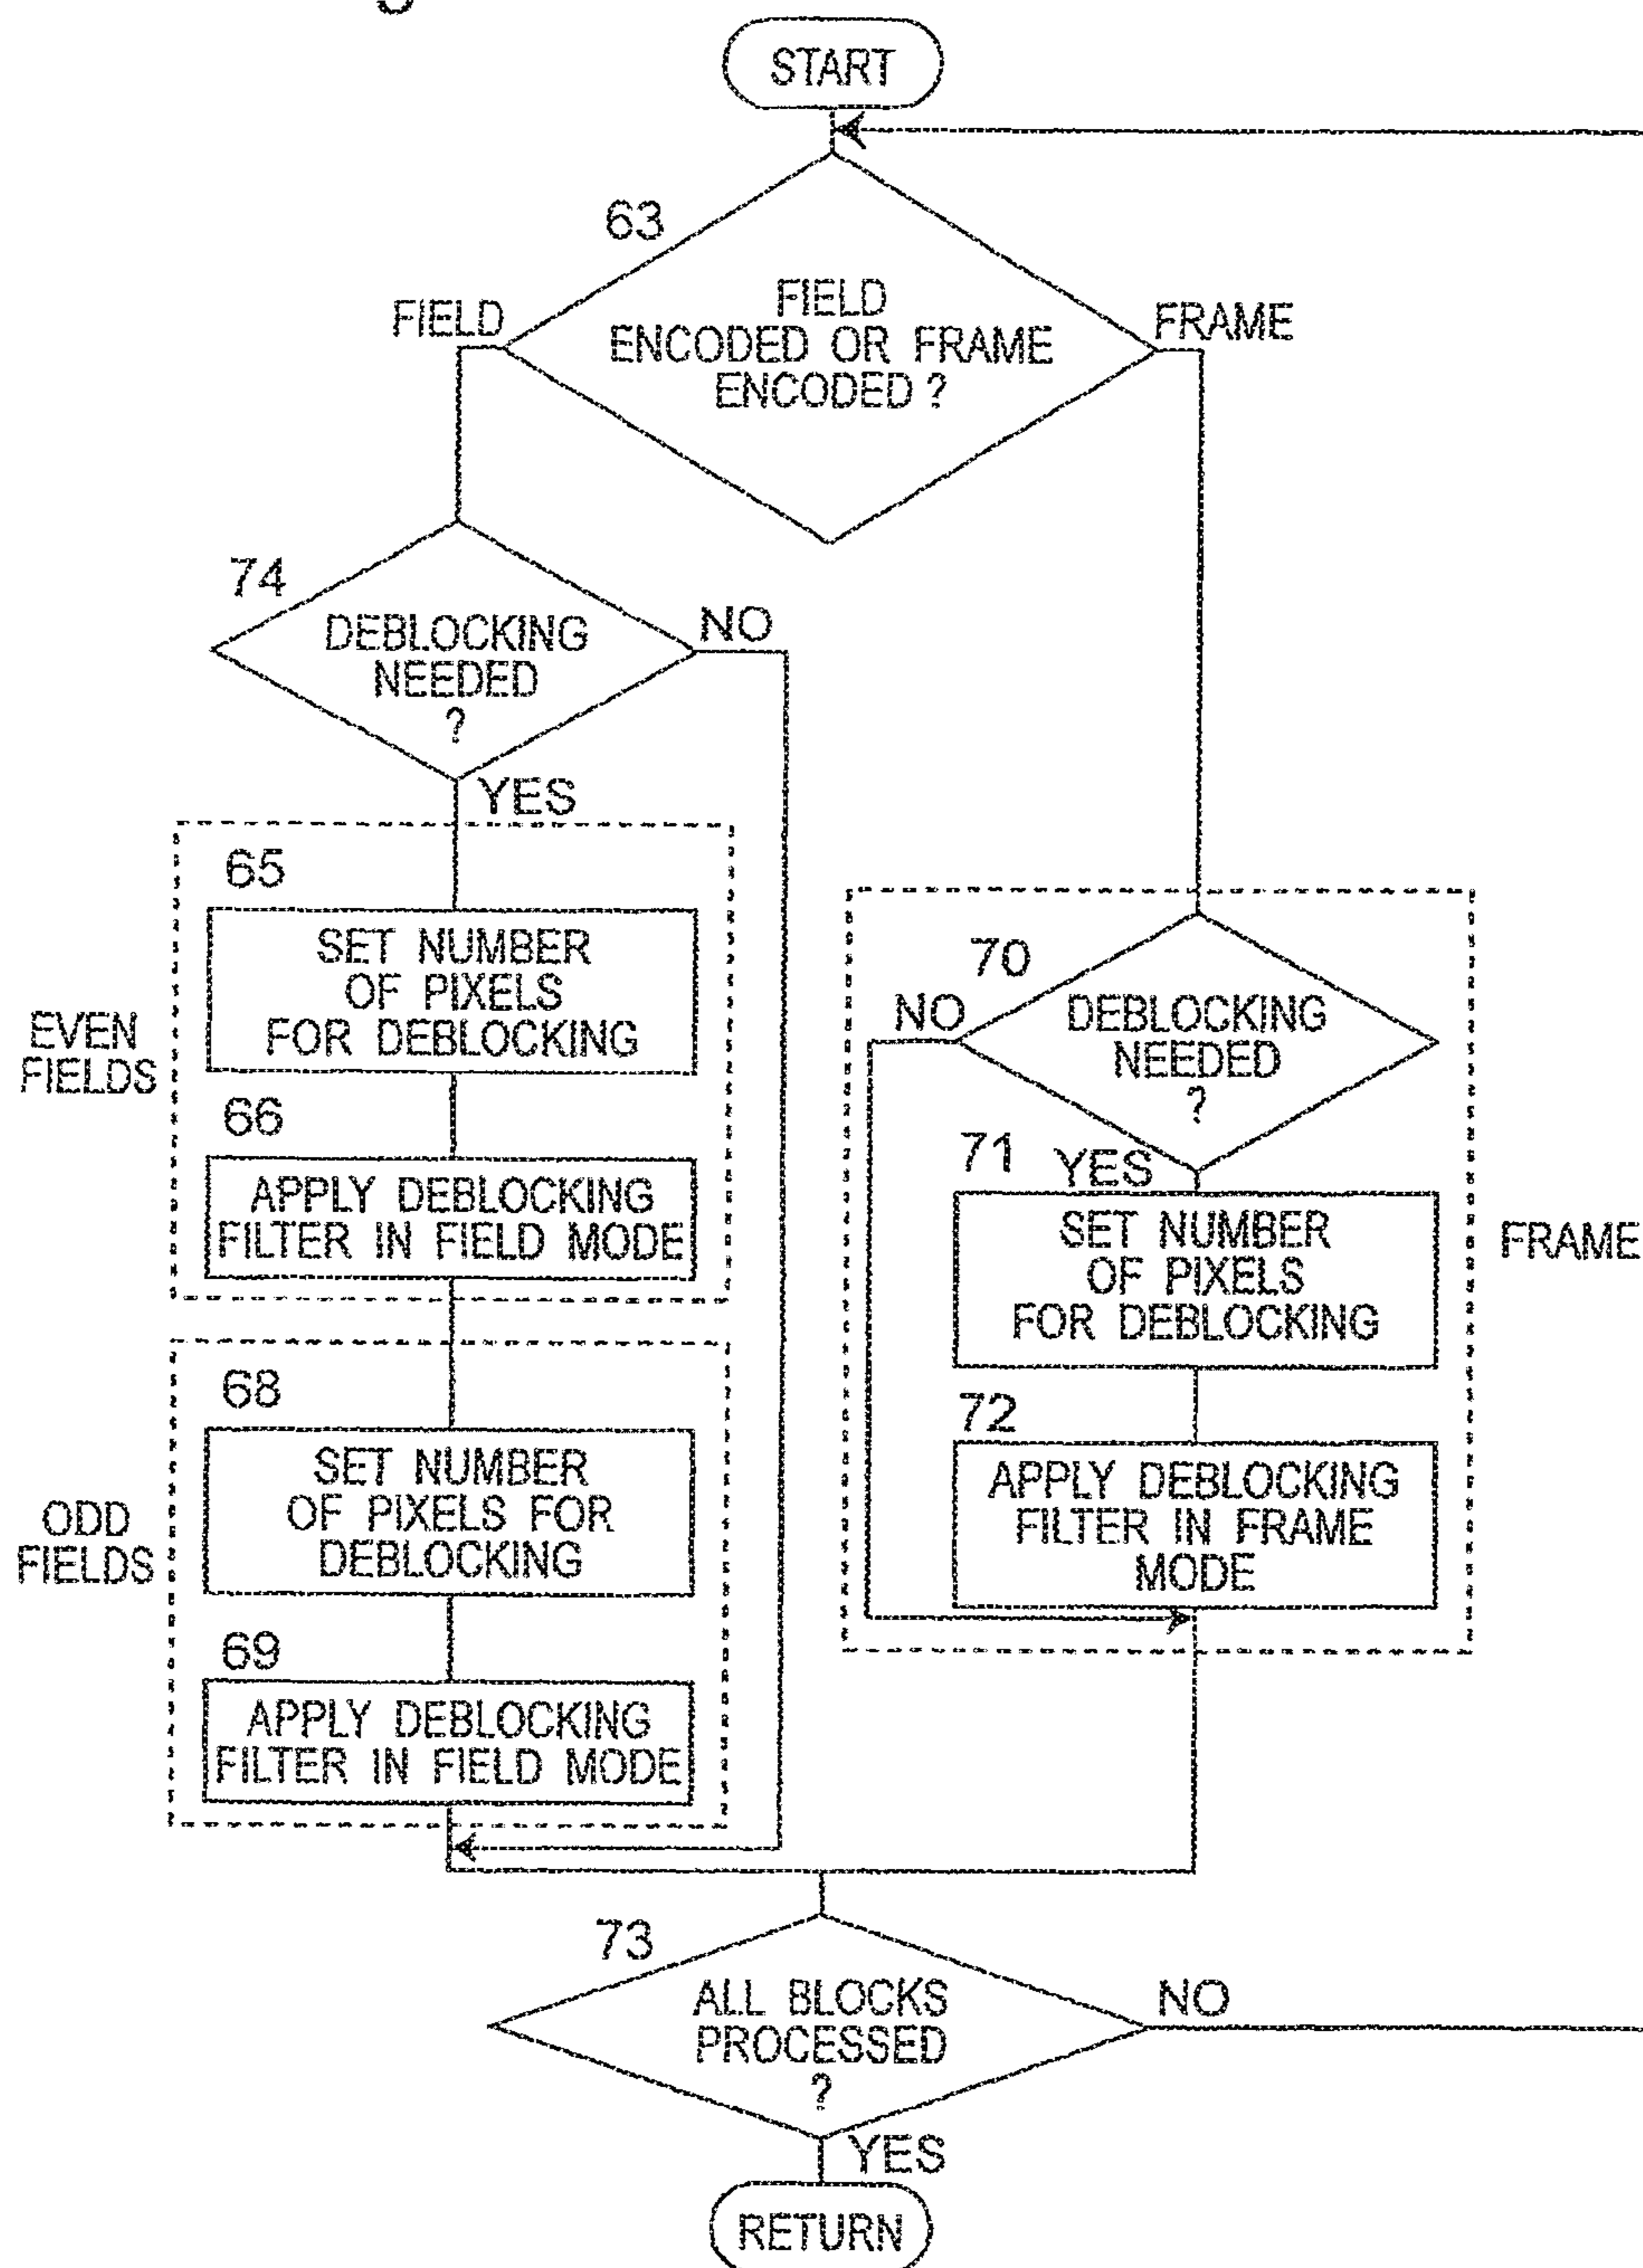 START
63
FIELD
FIELD
ENCODED OR FRAME
ENCODED ?
FRAME
74
DEBLOCKING
NEEDED
?
NO
YES
65
SET NUMBER
OF PIXELS
FOR DEBLOCKING
EVEN
FIELDS
66
APPLY DEBLOCKING
FILTER IN FIELD MODE
68
SET NUMBER
OF PIXELS FOR
DEBLOCKING
ODD
FIELDS
69
APPLY DEBLOCKING
FILTER IN FIELD MODE
70
NO
DEBLOCKING
NEEDED
?
71
YES
SET NUMBER
OF PIXELS
FOR DEBLOCKING
FRAME
72
APPLY DEBLOCKING
FILTER IN FRAME
MODE
73
ALL BLOCKS
PROCESSED
?
NO
YES
RETURN